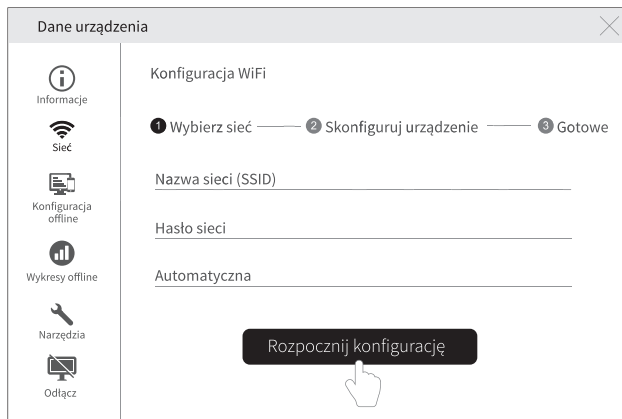 Dane urządzenia
Informacje
Sieć
Konfiguracja
offline
Wykresy offline
Narzędzia
Odłącz
Konfiguracja WiFi
1 Wybierz sieć 2 Skonfiguruj urządzenie 3 Gotowe
Nazwa sieci (SSID)
Hasło sieci
Automatyczna
Rozpocznij konfigurację